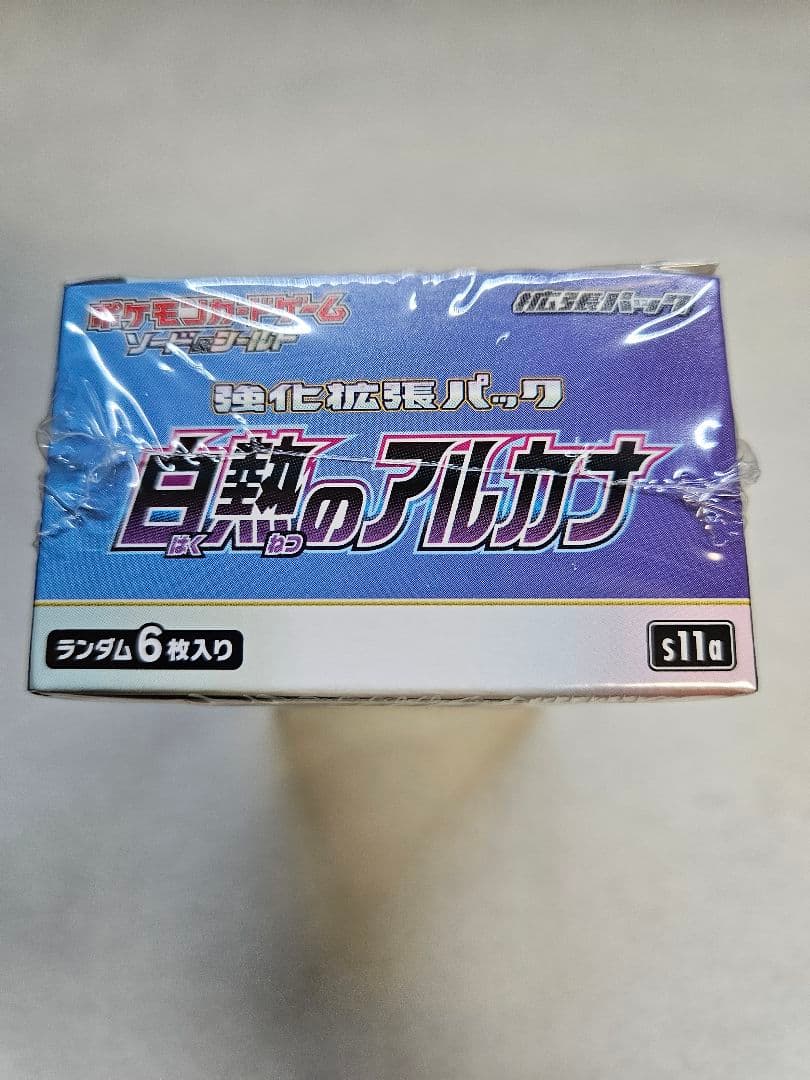 ポケモンカードゲーム
ソード&シールド
拡張パック
強化拡張パック
白熱のアルカナ
はくねつ
ランダム6枚入り
s11a